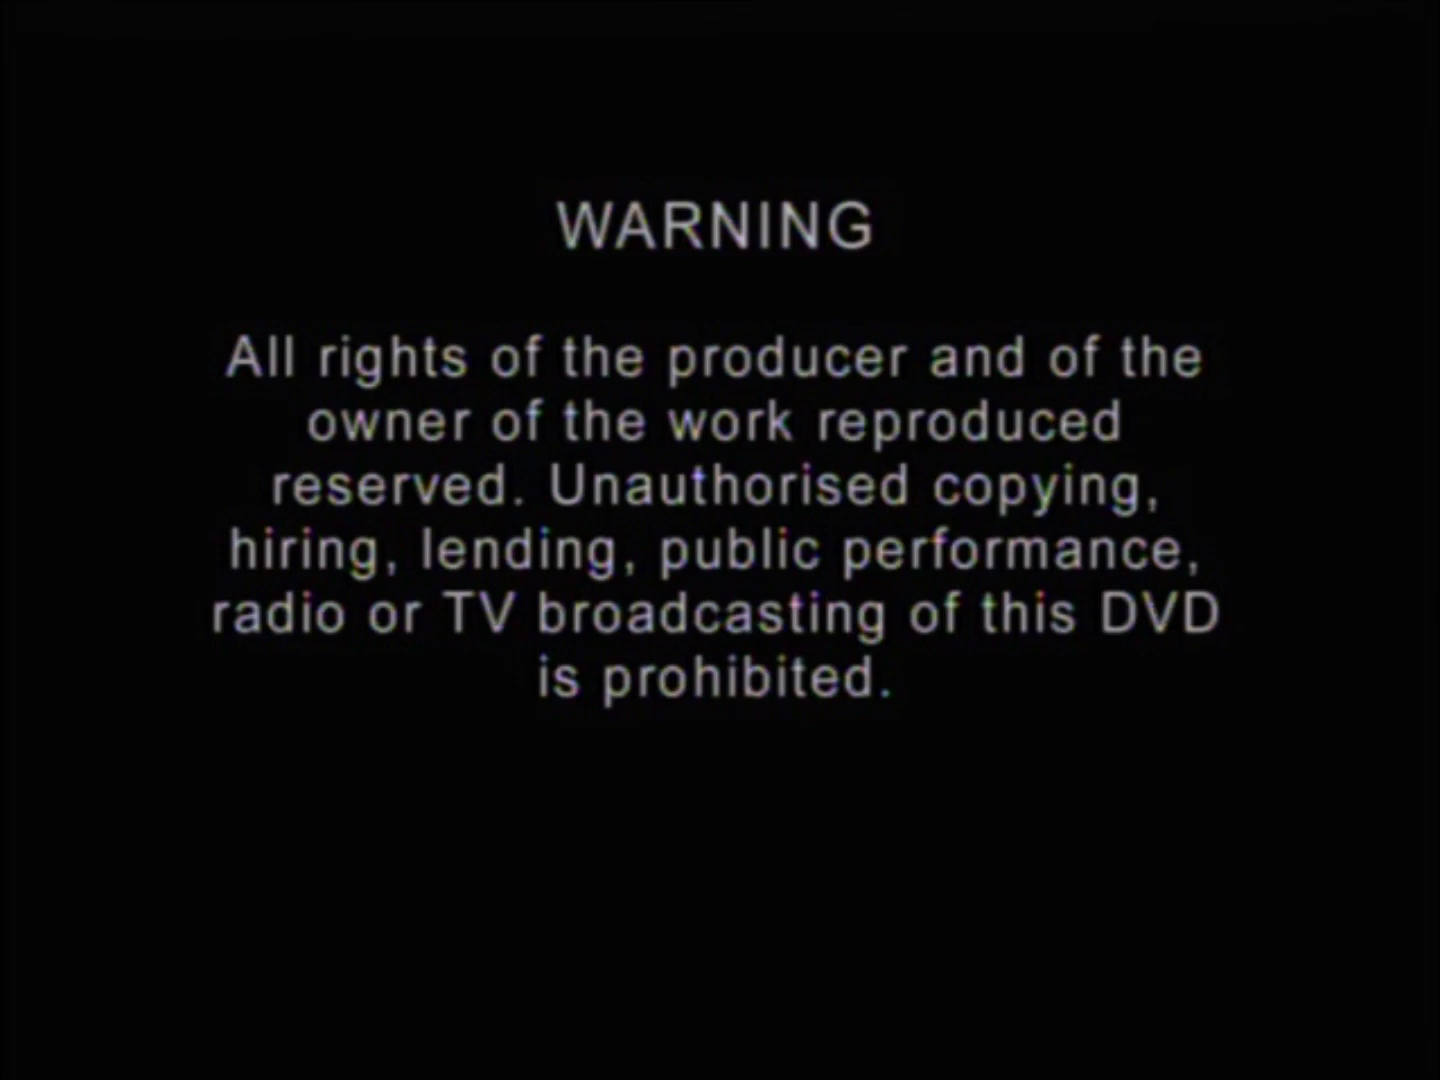 WARNING
All rights of the producer and of the
owner of the work reproduced
reserved. Unauthorised copying,
hiring, lending, public performance,
radio or TV broadcasting of this DVD
is prohibited.